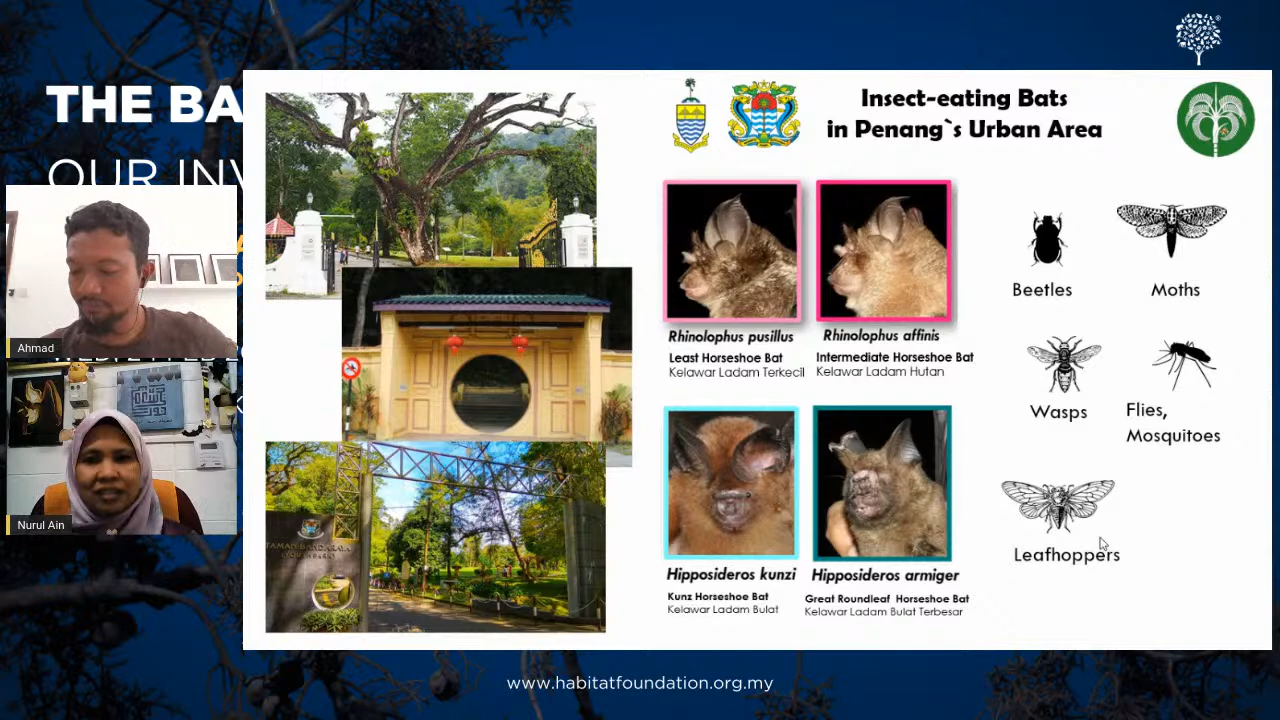 THE BA
OUR INV
Ahmad
Nurul Ain
TAMAN BANDARAYA
Insect-eating Bats
in Penang`s Urban Area
Rhinolophus pusillus
Least Horseshoe Bat
Kelawar Ladam Terkecil
Rhinolophus affinis
Intermediate Horseshoe Bat
Kelawar Ladam Hutan
Hipposideros kunzi
Kunz Horseshoe Bat
Kelawar Ladam Bulat
Hipposideros armiger
Great Roundleaf Horseshoe Bat
Kelawar Ladam Bulat Terbesar
Beetles
Moths
Wasps
Flies,
Mosquitoes
Leafhoppers
www.habitatfoundation.org.my